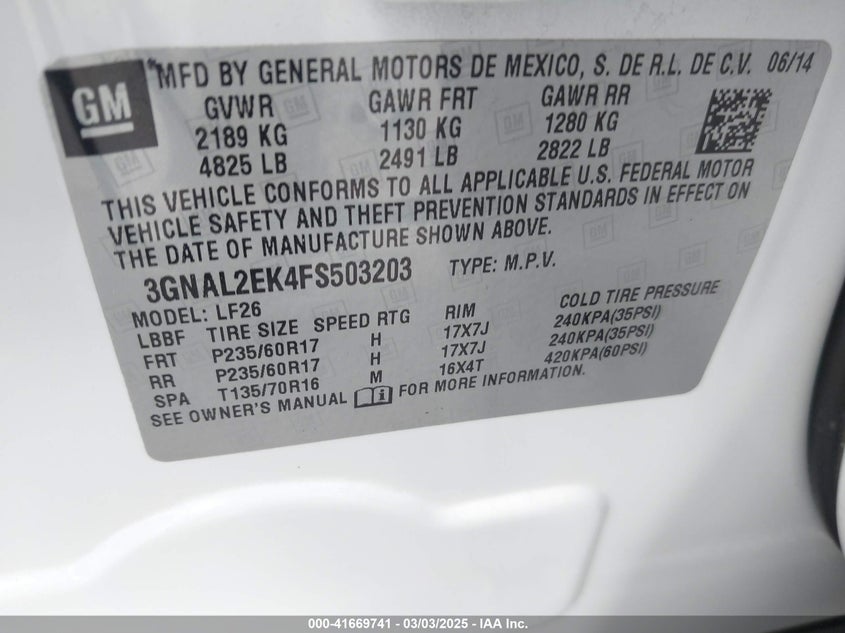 GM
*MFD BY GENERAL MOTORS DE MEXICO, S. DE R.L. DE C.V. 06/14
GVWR GAWR FRT GAWR RR
2189 KG 1130 KG 1280 KG
4825 LB 2491 LB 2822 LB
THIS VEHICLE CONFORMS TO ALL APPLICABLE U.S. FEDERAL MOTOR
VEHICLE SAFETY AND THEFT PREVENTION STANDARDS IN EFFECT ON
THE DATE OF MANUFACTURE SHOWN ABOVE.
3GNAL2EK4FS503203 TYPE: M.P.V.
MODEL: LF26
LBBF TIRE SIZE SPEED RTG RIM COLD TIRE PRESSURE
FRT P235/60R17 H 17X7J 240KPA(35PSI)
RR P235/60R17 H 17X7J 240KPA(35PSI)
SPA T135/70R16 M 16X4T 420KPA(60PSI)
SEE OWNER'S MANUAL FOR MORE INFORMATION.
000-41669741 - 03/03/2025 - IAA Inc.